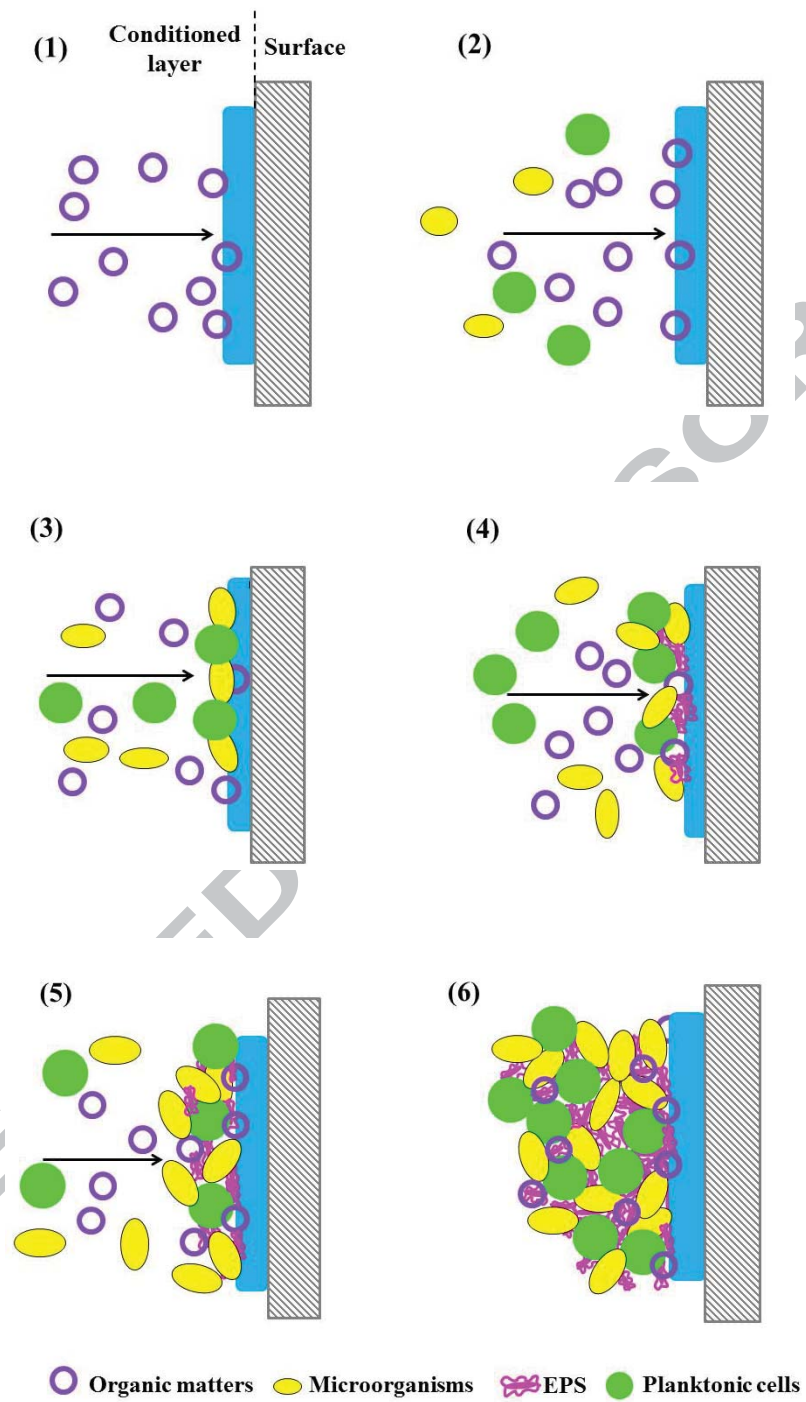 (1)
Conditioned
layer
Surface
(2)
(3)
(4)
(5)
(6)
Organic matters
Microorganisms
EPS
Planktonic cells